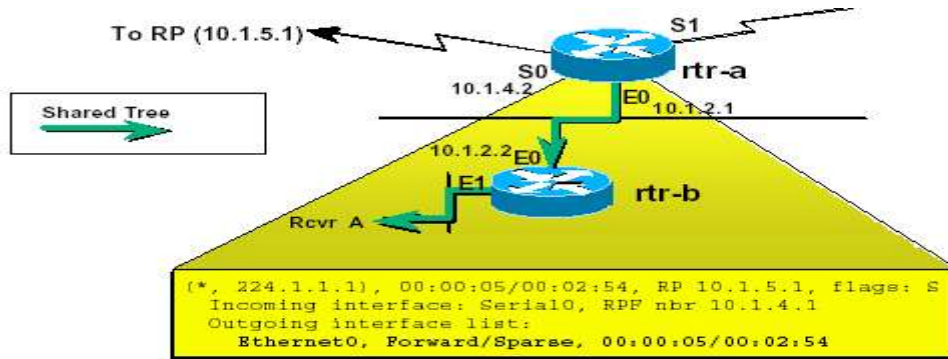 To RP (10.1.5.1)
S1
S0
rtr-a
10.1.4.2
E0
10.1.2.1
Shared Tree
10.1.2.2
E0
E1
rtr-b
Rcvr A
(*, 224.1.1.1), 00:00:05/00:02:54, RP 10.1.5.1, flags: S
Incoming interface: Serial0, RPF nbr 10.1.4.1
Outgoing interface list:
Ethernet0, Forward/Sparse, 00:00:05/00:02:54